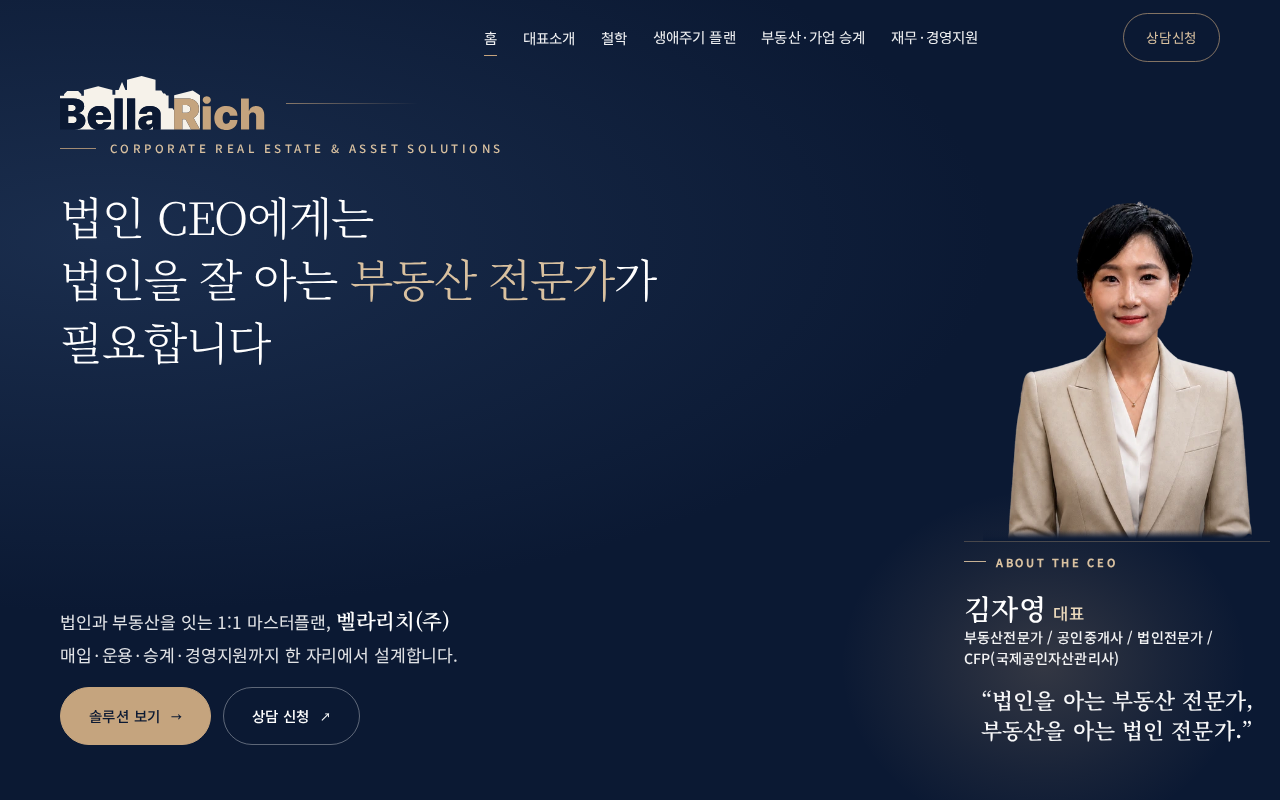 홈 대표소개 철학 생애주기 플랜 부동산·가업 승계 재무·경영지원 상담신청
Bella Rich
CORPORATE REAL ESTATE & ASSET SOLUTIONS
법인 CEO에게는
법인을 잘 아는 부동산 전문가가
필요합니다
법인과 부동산을 잇는 1:1 마스터플랜, 벨라리치(주)
매입·운용·승계·경영지원까지 한 자리에서 설계합니다.
솔루션 보기 → 상담 신청 ↗
ABOUT THE CEO
김자영 대표
부동산전문가 / 공인중개사 / 법인전문가 /
CFP(국제공인자산관리사)
“법인을 아는 부동산 전문가,
부동산을 아는 법인 전문가.”